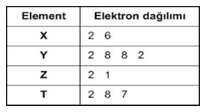 Element Elektron dağılımı
X 2 6
Y 2 8 8 2
Z 2 1
T 2 8 7